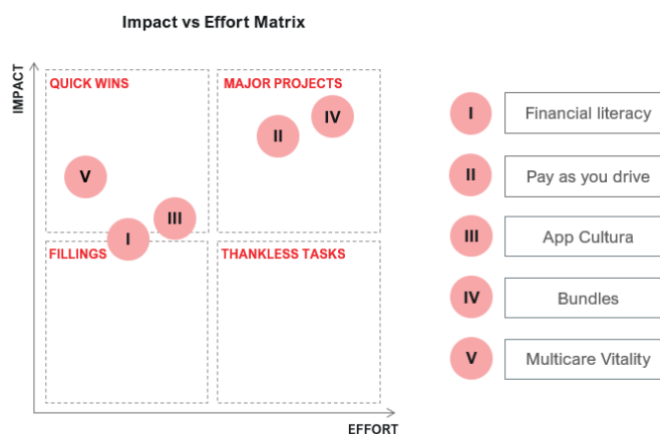 Impact vs Effort Matrix
IMPACT
QUICK WINS
MAJOR PROJECTS
IV
II
V
III
I
FILLINGS
THANKLESS TASKS
EFFORT
I Financial literacy
II Pay as you drive
III App Cultura
IV Bundles
V Multicare Vitality